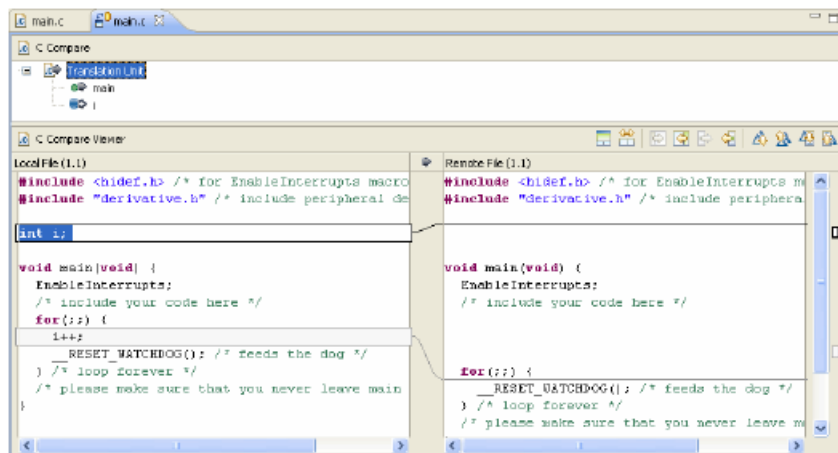 main.c
main.c
C Compare
Translation Unit
main
i
C Compare Viewer
Local File (1.1)
Remote File (1.1)
#include <hidef.h> /* for EnableInterrupts macro
#include "derivative.h" /* include peripheral de
int i;
void main(void) {
EnableInterrupts;
/* include your code here */
for(;;) {
i++;
__RESET_WATCHDOG(); /* feeds the dog */
} /* loop forever */
/* please make sure that you never leave main
}
#include <hidef.h> /* for EnableInterrupts m
#include "derivative.h" /* include periphera
void main(void) {
EnableInterrupts;
/* include your code here */
for(;;) {
__RESET_WATCHDOG(); /* feeds the dog */
} /* loop forever */
/* please make sure that you never leave m